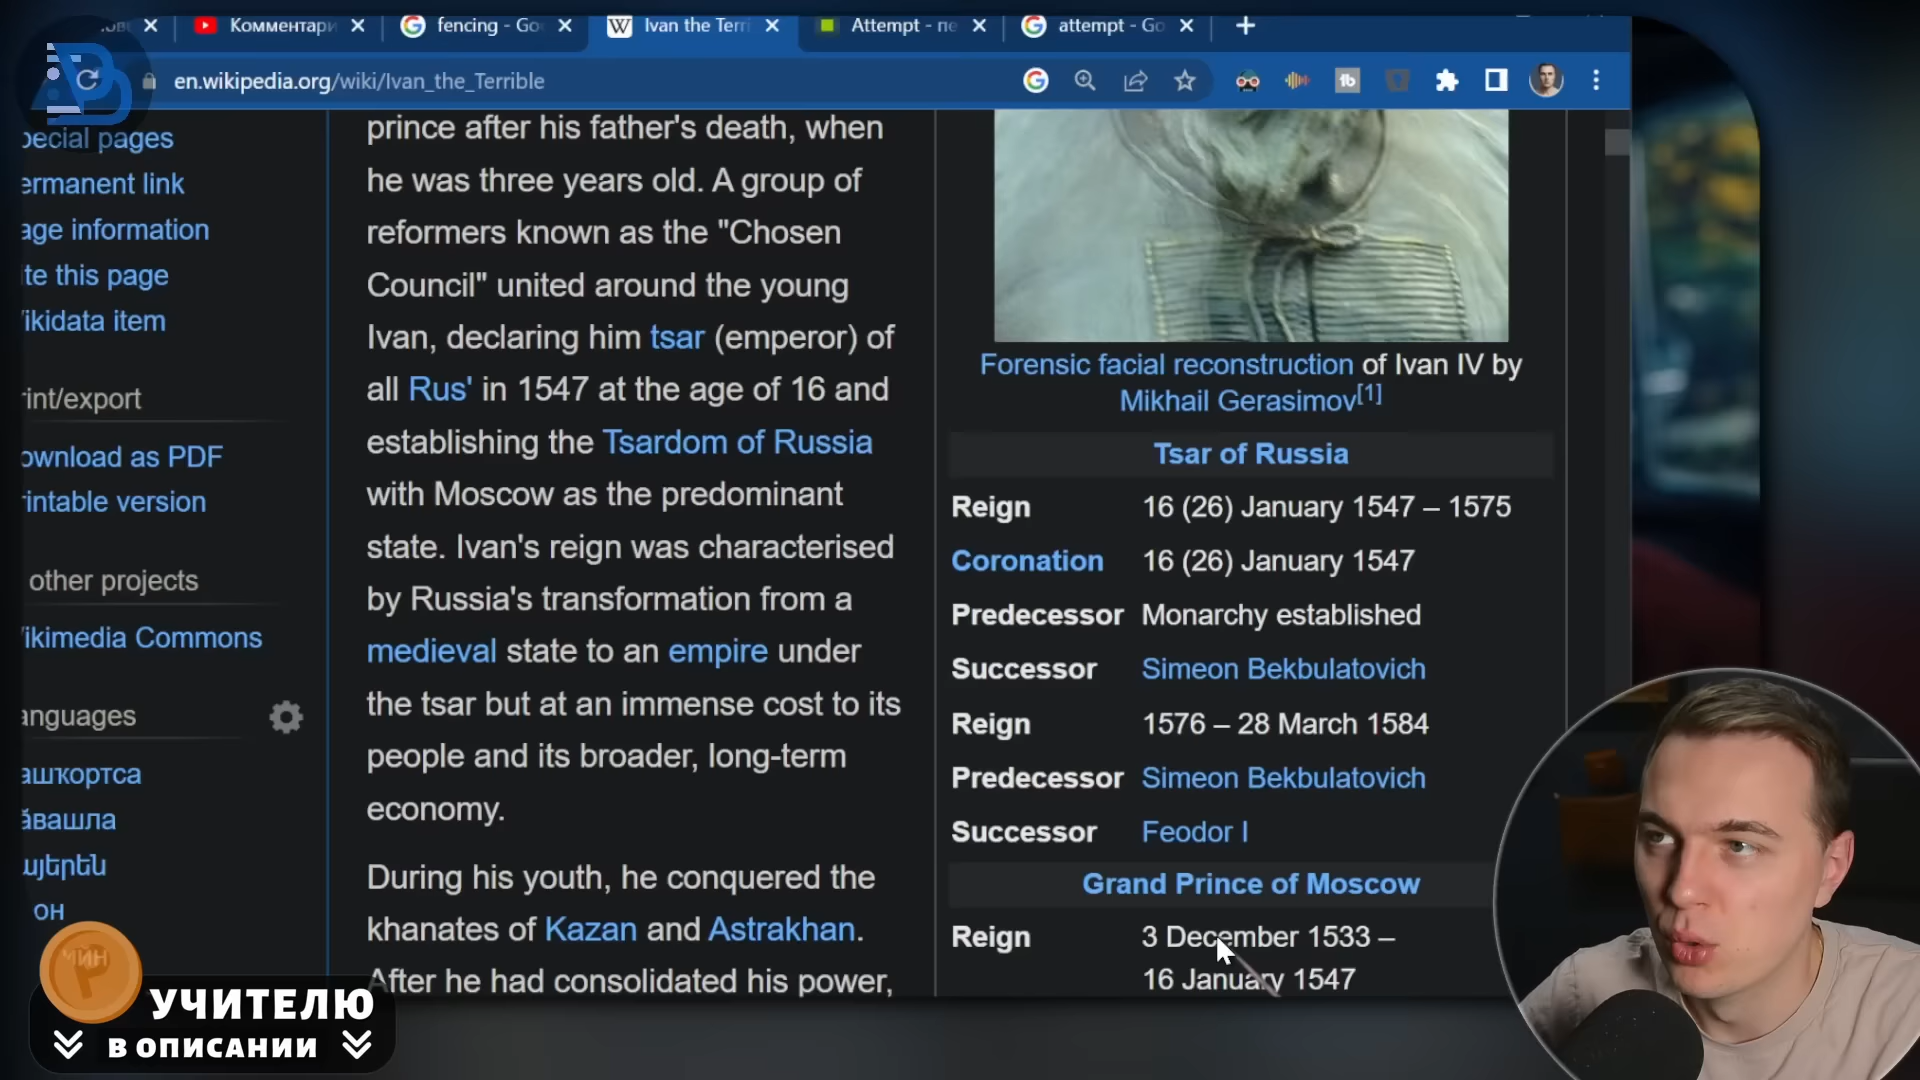 Комментари
fencing - Go
Ivan the Terr
Attempt - пе
attempt - Go
en.wikipedia.org/wiki/Ivan_the_Terrible
pecial pages
ermanent link
age information
te this page
ikidata item
rint/export
ownload as PDF
rintable version
other projects
ikimedia Commons
anguages
ашҡортса
ӑвашла
այերեն
он
prince after his father's death, when
he was three years old. A group of
reformers known as the "Chosen
Council" united around the young
Ivan, declaring him tsar (emperor) of
all Rus' in 1547 at the age of 16 and
establishing the Tsardom of Russia
with Moscow as the predominant
state. Ivan's reign was characterised
by Russia's transformation from a
medieval state to an empire under
the tsar but at an immense cost to its
people and its broader, long-term
economy.
During his youth, he conquered the
khanates of Kazan and Astrakhan.
After he had consolidated his power,
Forensic facial reconstruction of Ivan IV by
Mikhail Gerasimov[1]
Tsar of Russia
Reign 16 (26) January 1547 – 1575
Coronation 16 (26) January 1547
Predecessor Monarchy established
Successor Simeon Bekbulatovich
Reign 1576 – 28 March 1584
Predecessor Simeon Bekbulatovich
Successor Feodor I
Grand Prince of Moscow
Reign 3 December 1533 –
16 January 1547
УЧИТЕЛЮ
В ОПИСАНИИ